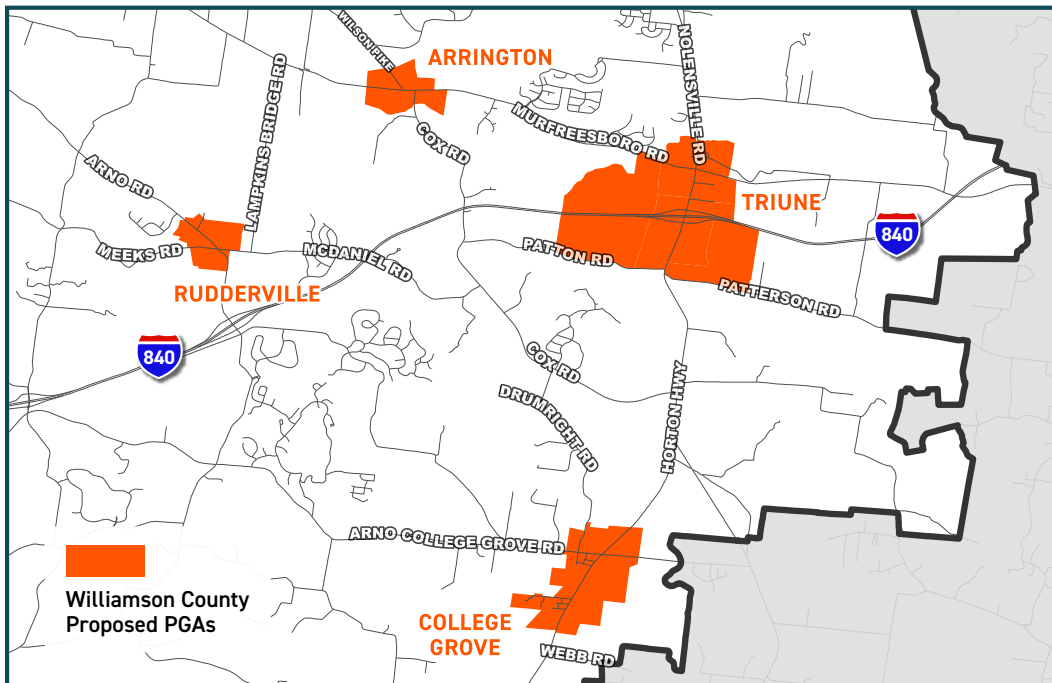 WILSON PIKE
ARRINGTON
NOLENSVILLE RD
LAMPKINS BRIDGE RD
MURFREESBORO RD
COX RD
ARNO RD
TRIUNE
840
MEEKS RD
MCDANIEL RD
PATTON RD
RUDDERVILLE
PATTERSON RD
840
COX RD
DRUMRIGHT RD
HORTON HWY
ARNO COLLEGE GROVE RD
Williamson County
Proposed PGAs
COLLEGE
GROVE
WEBB RD